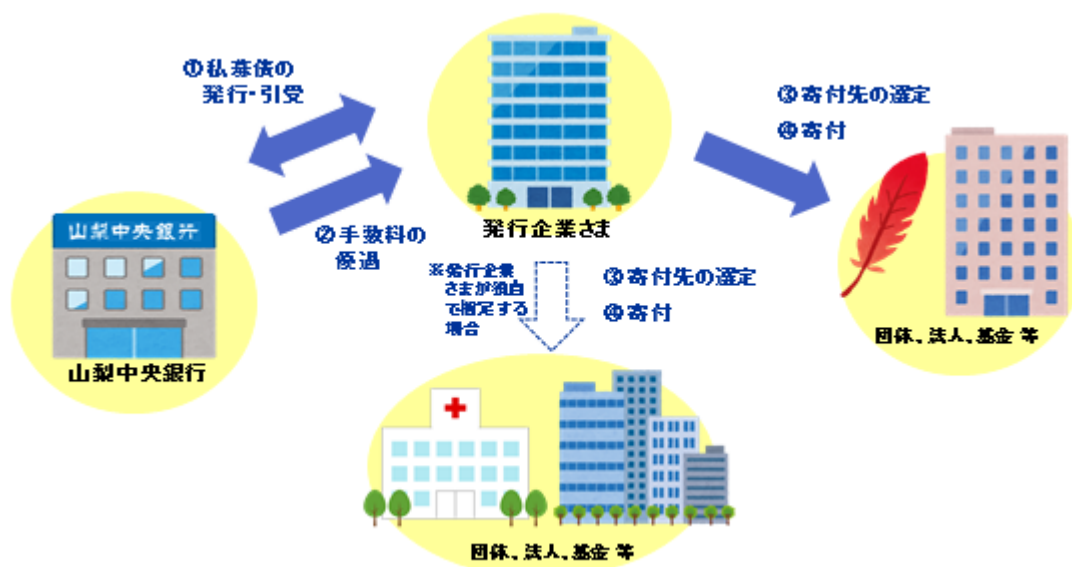 ①私募債の
発行・引受
発行企業さま
③寄付先の選定
④寄付
山梨中央銀行
②手数料の
優遇
※発行企業
さまが独自
で指定する
場合
③寄付先の選定
④寄付
団体、法人、基金 等
山梨中央銀行
団体、法人、基金 等